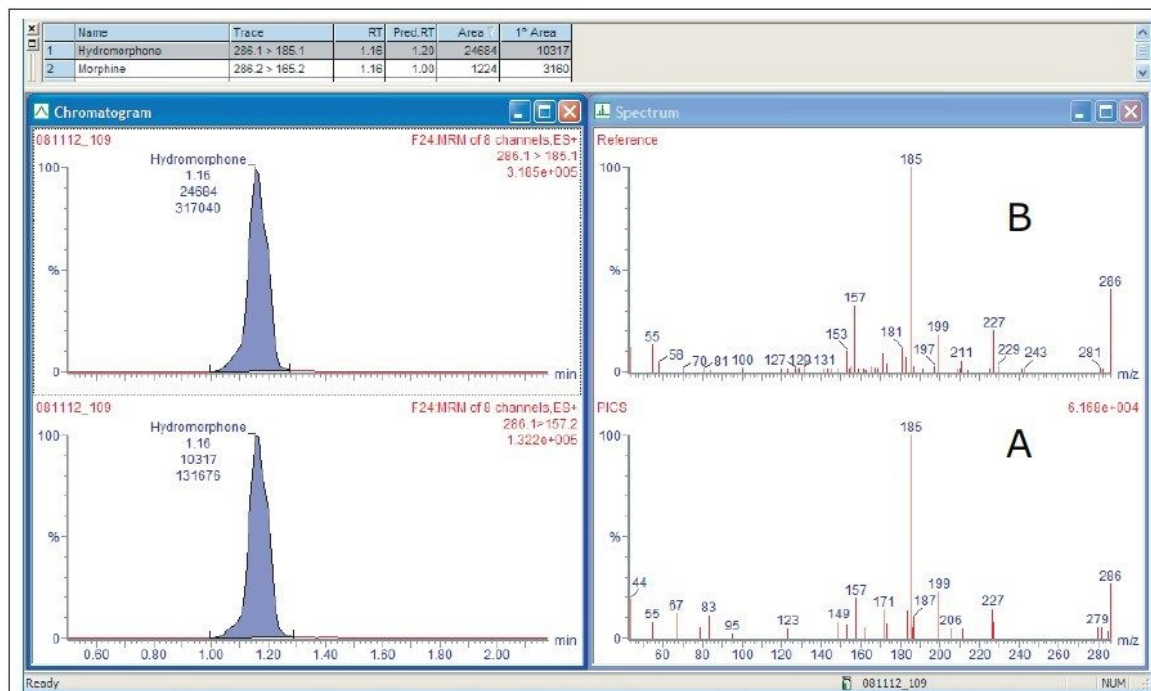 Name Trace RT Pred.RT Area 1° Area
1 Hydromorphone 286.1 > 185.1 1.16 1.20 24684 10317
2 Morphine 286.2 > 165.2 1.16 1.00 1224 3160
Chromatogram
081112_109 F24:MRM of 8 channels,ES+
286.1 > 185.1
3.185e+005
Hydromorphone
1.16
24684
317040
100
%
0
min
081112_109 F24:MRM of 8 channels,ES+
286.1>157.2
1.322e+005
Hydromorphone
1.16
10317
131676
100
%
0
min
0.60 0.80 1.00 1.20 1.40 1.60 1.80 2.00
Spectrum
Reference
B
100
%
0
185
286
157
55
58
70
81
100
127
129
131
153
181
197
199
211
227
229
243
281
m/z
PICS 6.168e+004
A
100
%
0
185
44
55
67
83
95
123
149
157
171
187
199
206
227
279
286
m/z
60 80 100 120 140 160 180 200 220 240 260 280
Ready 081112_109 NUM